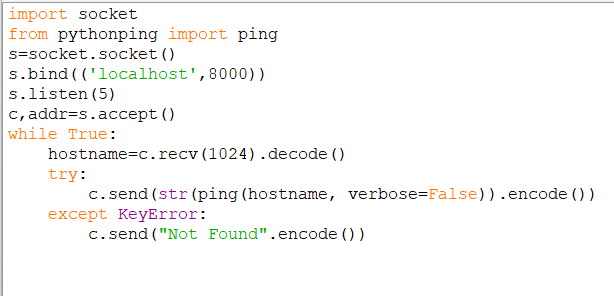 import socket
from pythonping import ping
s=socket.socket()
s.bind(('localhost',8000))
s.listen(5)
c,addr=s.accept()
while True:
    hostname=c.recv(1024).decode()
    try:
        c.send(str(ping(hostname, verbose=False)).encode())
    except KeyError:
        c.send("Not Found".encode())